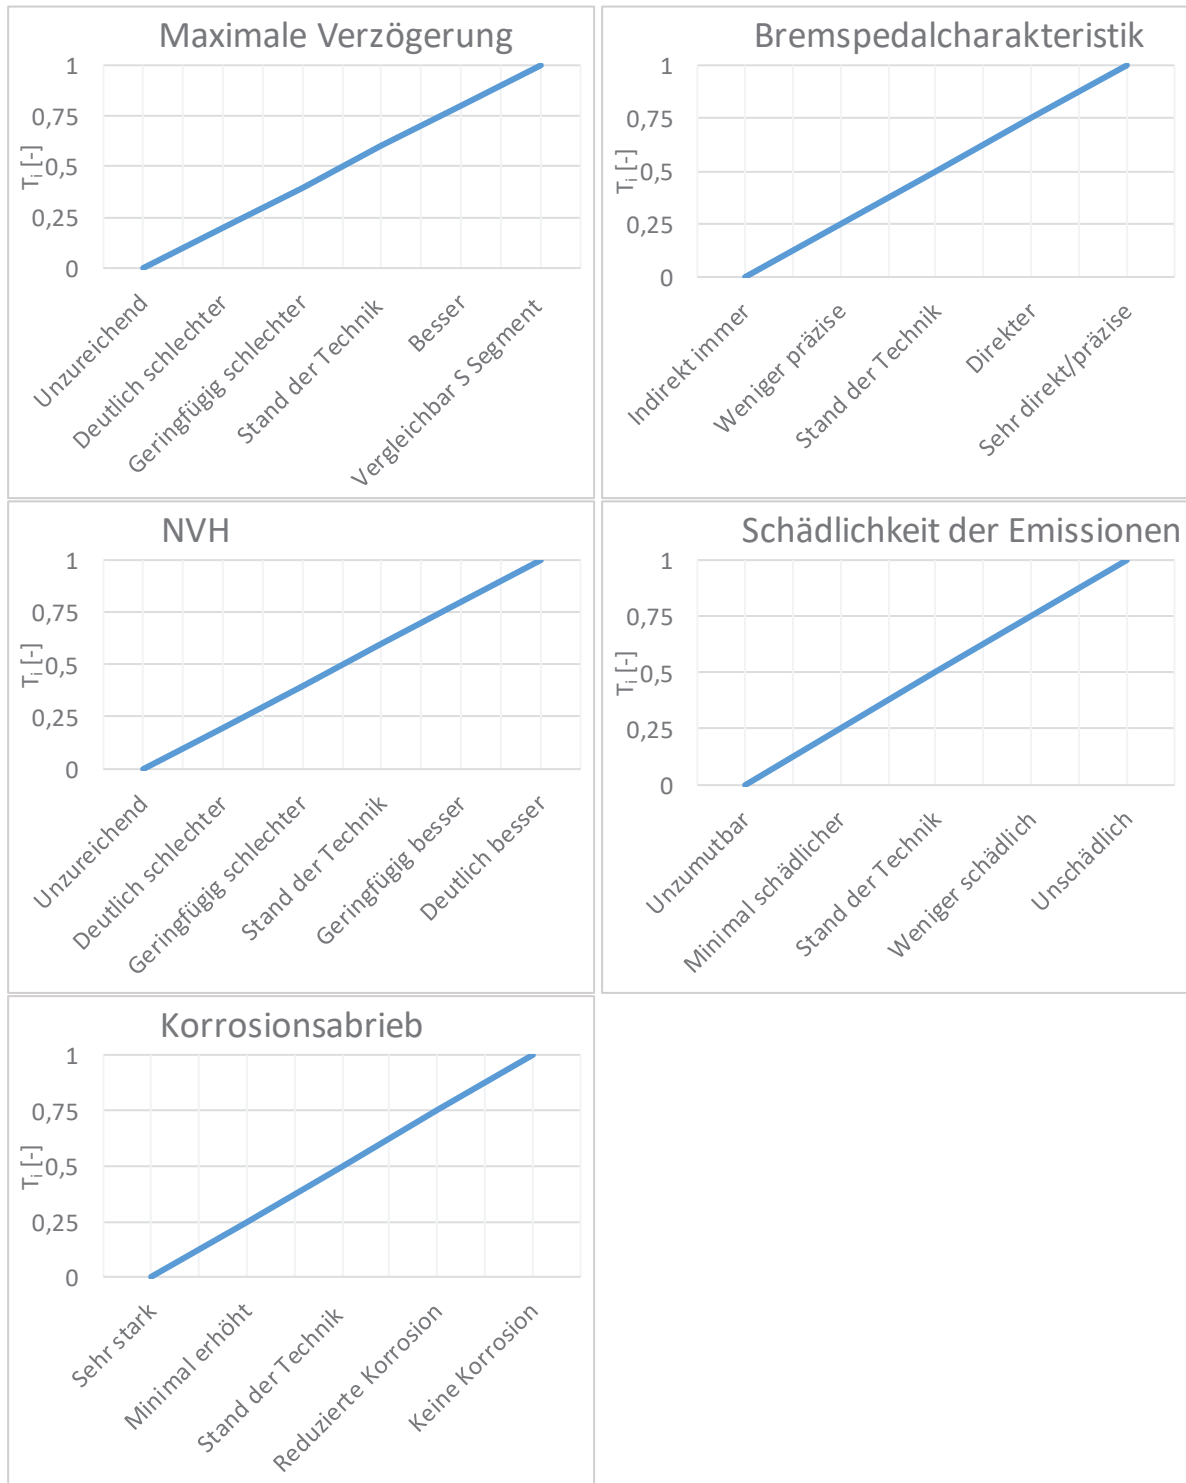 Maximale Verzögerung
1
0,75
0,5
0,25
0
Ti [-]
Unzureichend
Deutlich schlechter
Geringfügig schlechter
Stand der Technik
Besser
Vergleichbar S Segment
Bremspedalcharakteristik
1
0,75
0,5
0,25
0
Ti [-]
Indirekt immer
Weniger präzise
Stand der Technik
Direkter
Sehr direkt/präzise
NVH
1
0,75
0,5
0,25
0
Ti [-]
Unzureichend
Deutlich schlechter
Geringfügig schlechter
Stand der Technik
Geringfügig besser
Deutlich besser
Schädlichkeit der Emissionen
1
0,75
0,5
0,25
0
Ti [-]
Unzumutbar
Minimal schädlicher
Stand der Technik
Weniger schädlich
Unschädlich
Korrosionsabrieb
1
0,75
0,5
0,25
0
Ti [-]
Sehr stark
Minimal erhöht
Stand der Technik
Reduzierte Korrosion
Keine Korrosion